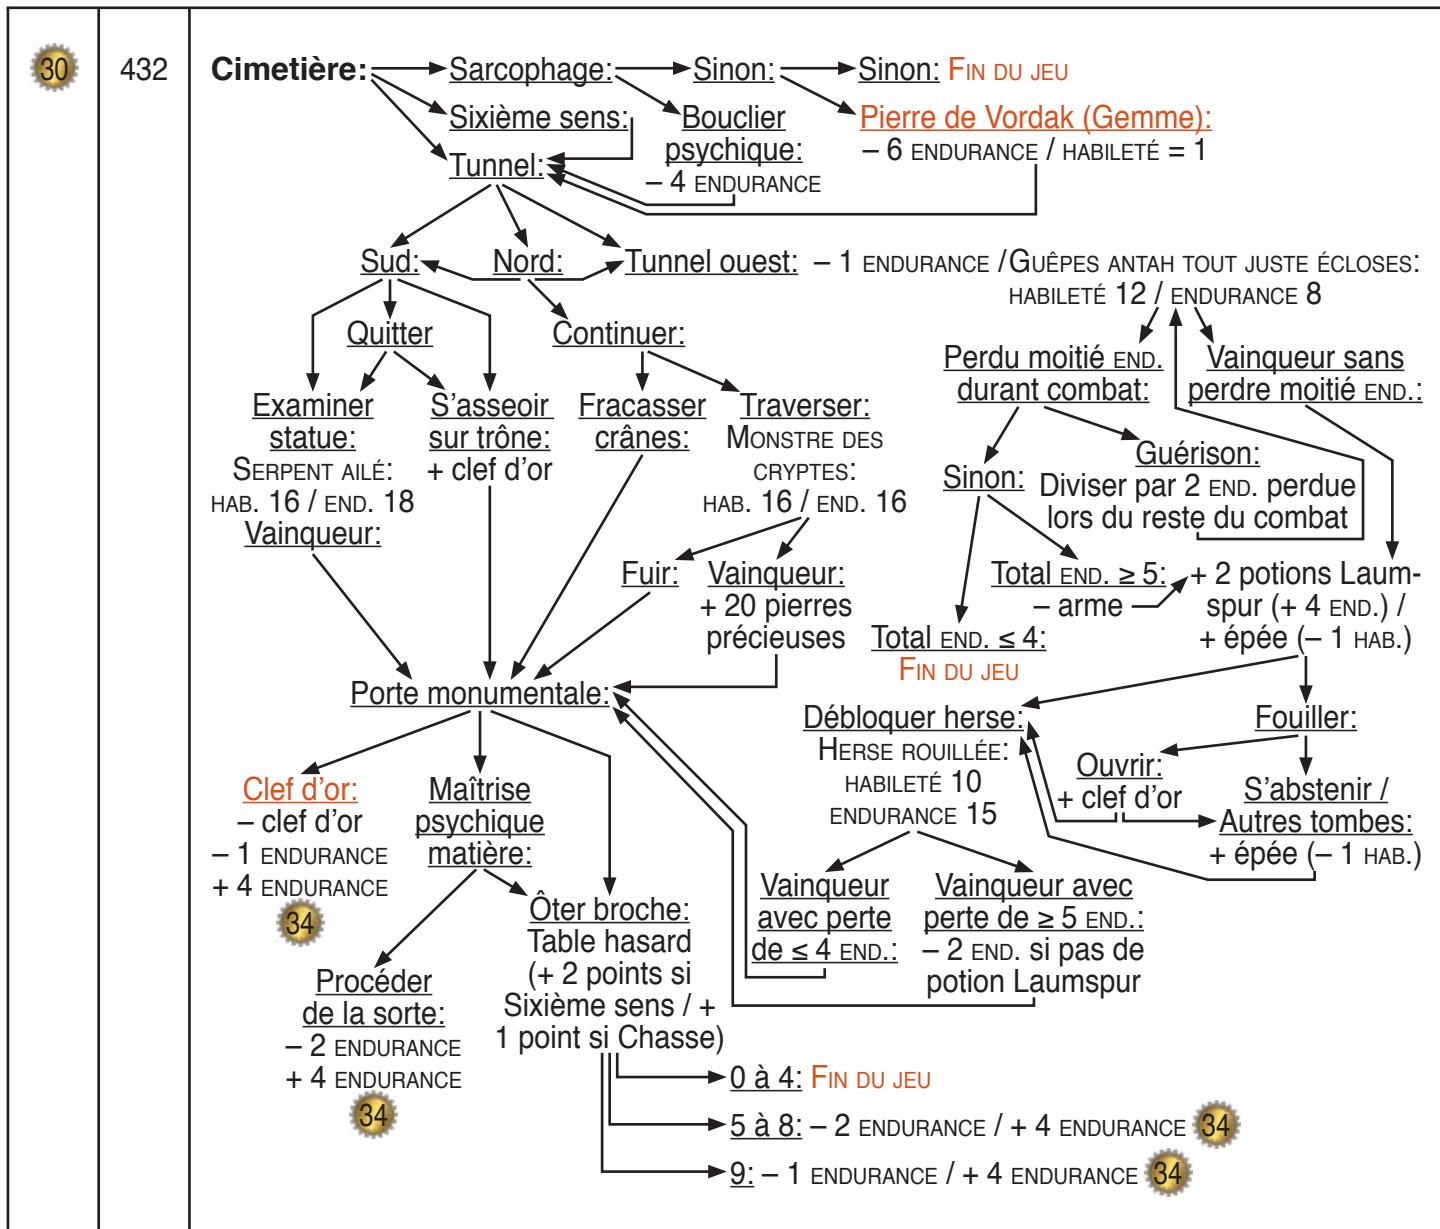 30
432
Cimetière:
Sarcophage:
Sinon:
Sinon: FIN DU JEU
Sixième sens:
Bouclier
psychique:
– 4 ENDURANCE
Pierre de Vordak (Gemme):
– 6 ENDURANCE / HABILETÉ = 1
Tunnel:
Sud:
Nord:
Tunnel ouest: – 1 ENDURANCE / GUÊPES ANTAH TOUT JUSTE ÉCLOSES:
HABILETÉ 12 / ENDURANCE 8
Quitter
Continuer:
Perdu moitié END.
durant combat:
Vainqueur sans
perdre moitié END.:
Examiner
statue:
SERPENT AILÉ:
HAB. 16 / END. 18
Vainqueur:
S'asseoir
sur trône:
+ clef d'or
Fracasser
crânes:
Traverser:
MONSTRE DES
CRYPTES:
HAB. 16 / END. 16
Sinon:
Guérison:
Diviser par 2 END. perdue
lors du reste du combat
Fuir:
Vainqueur:
+ 20 pierres
précieuses
Total END. ≥ 5:
– arme
+ 2 potions Laum-
spur (+ 4 END.) /
+ épée (– 1 HAB.)
Total END. ≤ 4:
FIN DU JEU
Porte monumentale:
Débloquer herse:
HERSE ROUILLÉE:
HABILETÉ 10
ENDURANCE 15
Fouiller:
Ouvrir:
+ clef d'or
S'abstenir /
Autres tombes:
+ épée (– 1 HAB.)
Clef d'or:
– clef d'or
– 1 ENDURANCE
+ 4 ENDURANCE
34
Maîtrise
psychique
matière:
Vainqueur
avec perte
de ≤ 4 END.:
Vainqueur avec
perte de ≥ 5 END.:
– 2 END. si pas de
potion Laumspur
Ôter broche:
Table hasard
(+ 2 points si
Sixième sens / +
1 point si Chasse)
Procéder
de la sorte:
– 2 ENDURANCE
+ 4 ENDURANCE
34
0 à 4: FIN DU JEU
5 à 8: – 2 ENDURANCE / + 4 ENDURANCE 34
9: – 1 ENDURANCE / + 4 ENDURANCE 34